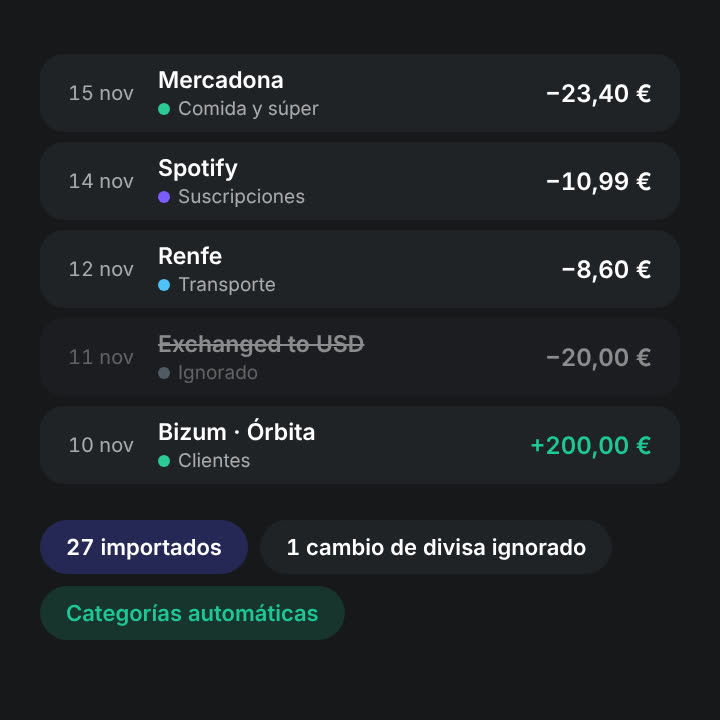 15 nov
Mercadona
Comida y súper
−23,40 €
14 nov
Spotify
Suscripciones
−10,99 €
12 nov
Renfe
Transporte
−8,60 €
11 nov
Exchanged to USD
Ignorado
−20,00 €
10 nov
Bizum · Órbita
Clientes
+200,00 €
27 importados
1 cambio de divisa ignorado
Categorías automáticas